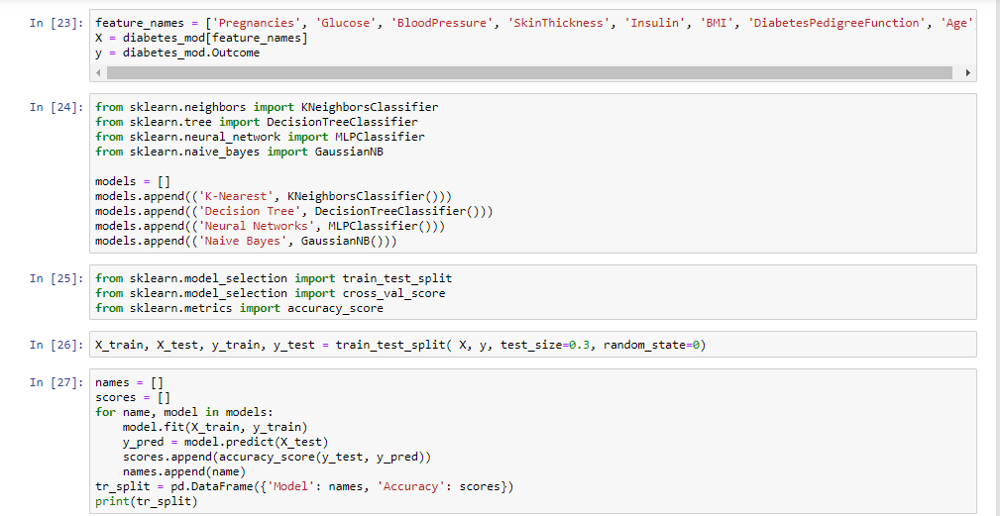 In [23]: feature_names = ['Pregnancies', 'Glucose', 'BloodPressure', 'SkinThickness', 'Insulin', 'BMI', 'DiabetesPedigreeFunction', 'Age'
X = diabetes_mod[feature_names]
y = diabetes_mod.Outcome
In [24]: from sklearn.neighbors import KNeighborsClassifier
from sklearn.tree import DecisionTreeClassifier
from sklearn.neural_network import MLPClassifier
from sklearn.naive_bayes import GaussianNB
models = []
models.append(('K-Nearest', KNeighborsClassifier()))
models.append(('Decision Tree', DecisionTreeClassifier()))
models.append(('Neural Networks', MLPClassifier()))
models.append(('Naive Bayes', GaussianNB()))
In [25]: from sklearn.model_selection import train_test_split
from sklearn.model_selection import cross_val_score
from sklearn.metrics import accuracy_score
In [26]: X_train, X_test, y_train, y_test = train_test_split( X, y, test_size=0.3, random_state=0)
In [27]: names = []
scores = []
for name, model in models:
    model.fit(X_train, y_train)
    y_pred = model.predict(X_test)
    scores.append(accuracy_score(y_test, y_pred))
    names.append(name)
tr_split = pd.DataFrame({'Model': names, 'Accuracy': scores})
print(tr_split)